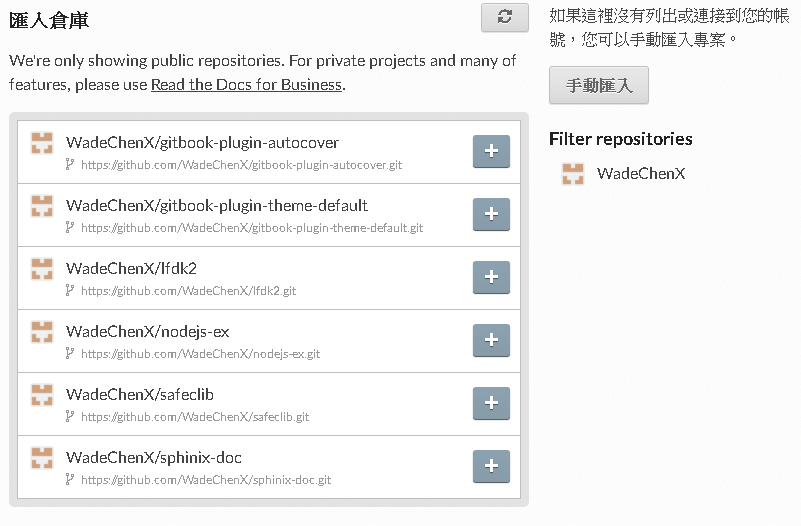 匯入倉庫
We're only showing public repositories. For private projects and many of
features, please use Read the Docs for Business.
WadeChenX/gitbook-plugin-autocover
https://github.com/WadeChenX/gitbook-plugin-autocover.git
WadeChenX/gitbook-plugin-theme-default
https://github.com/WadeChenX/gitbook-plugin-theme-default.git
WadeChenX/lfdk2
https://github.com/WadeChenX/lfdk2.git
WadeChenX/nodejs-ex
https://github.com/WadeChenX/nodejs-ex.git
WadeChenX/safeclib
https://github.com/WadeChenX/safeclib.git
WadeChenX/sphinix-doc
https://github.com/WadeChenX/sphinix-doc.git
如果這裡沒有列出或連接到您的帳
號，您可以手動匯入專案。
手動匯入
Filter repositories
WadeChenX